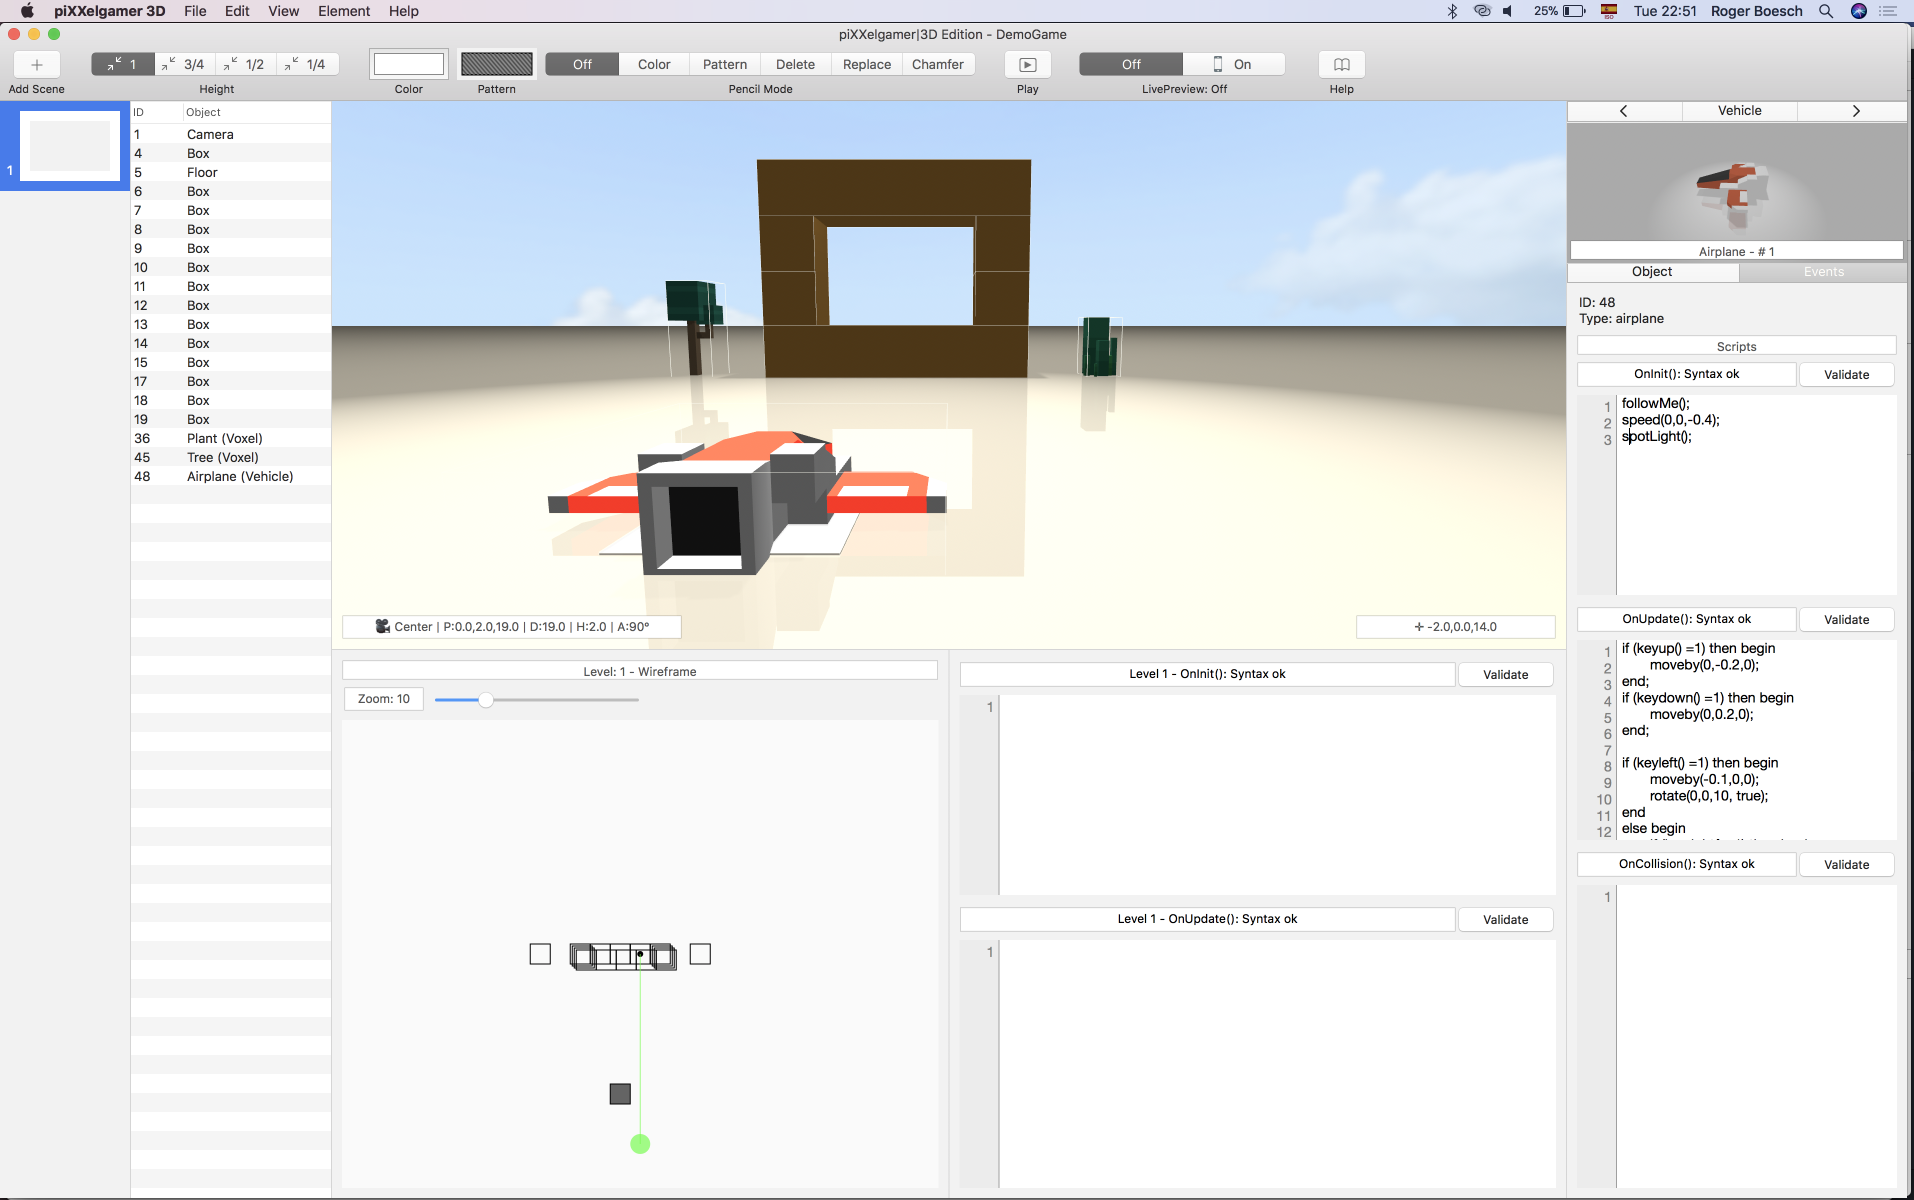 piXXelgamer 3D File Edit View Element Help
25% ISO Tue 22:51 Roger Boesch
piXXelgamer|3D Edition - DemoGame
1 3/4 1/2 1/4
Off Color Pattern Delete Replace Chamfer
Off On
Add Scene Height Color Pattern Pencil Mode Play LivePreview: Off Help
1
ID Object
1 Camera
4 Box
5 Floor
6 Box
7 Box
8 Box
9 Box
10 Box
11 Box
12 Box
13 Box
14 Box
15 Box
17 Box
18 Box
19 Box
36 Plant (Voxel)
45 Tree (Voxel)
48 Airplane (Vehicle)
Center | P:0.0,2.0,19.0 | D:19.0 | H:2.0 | A:90°
-2.0,0.0,14.0
Level: 1 - Wireframe
Zoom: 10
Level 1 - OnInit(): Syntax ok Validate
1
Level 1 - OnUpdate(): Syntax ok Validate
1
Vehicle
Airplane - # 1
Object Events
ID: 48
Type: airplane
Scripts
OnInit(): Syntax ok Validate
1 followMe();
2 speed(0,0,-0.4);
3 spotLight();
OnUpdate(): Syntax ok Validate
1 if (keyup() =1) then begin
2 moveby(0,-0.2,0);
3 end;
4 if (keydown() =1) then begin
5 moveby(0,0.2,0);
6 end;
7
8 if (keyleft() =1) then begin
9 moveby(-0.1,0,0);
10 rotate(0,0,10, true);
11 end
12 else begin
OnCollision(): Syntax ok Validate
1